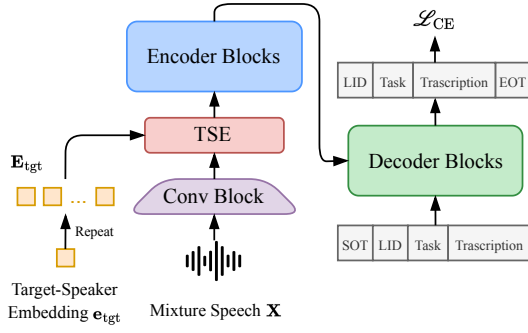 ℒCE
Encoder Blocks
LID Task Trascription EOT
TSE
Decoder Blocks
Etgt
Conv Block
...
Repeat
SOT LID Task Trascription
Target-Speaker
Embedding etgt
Mixture Speech X